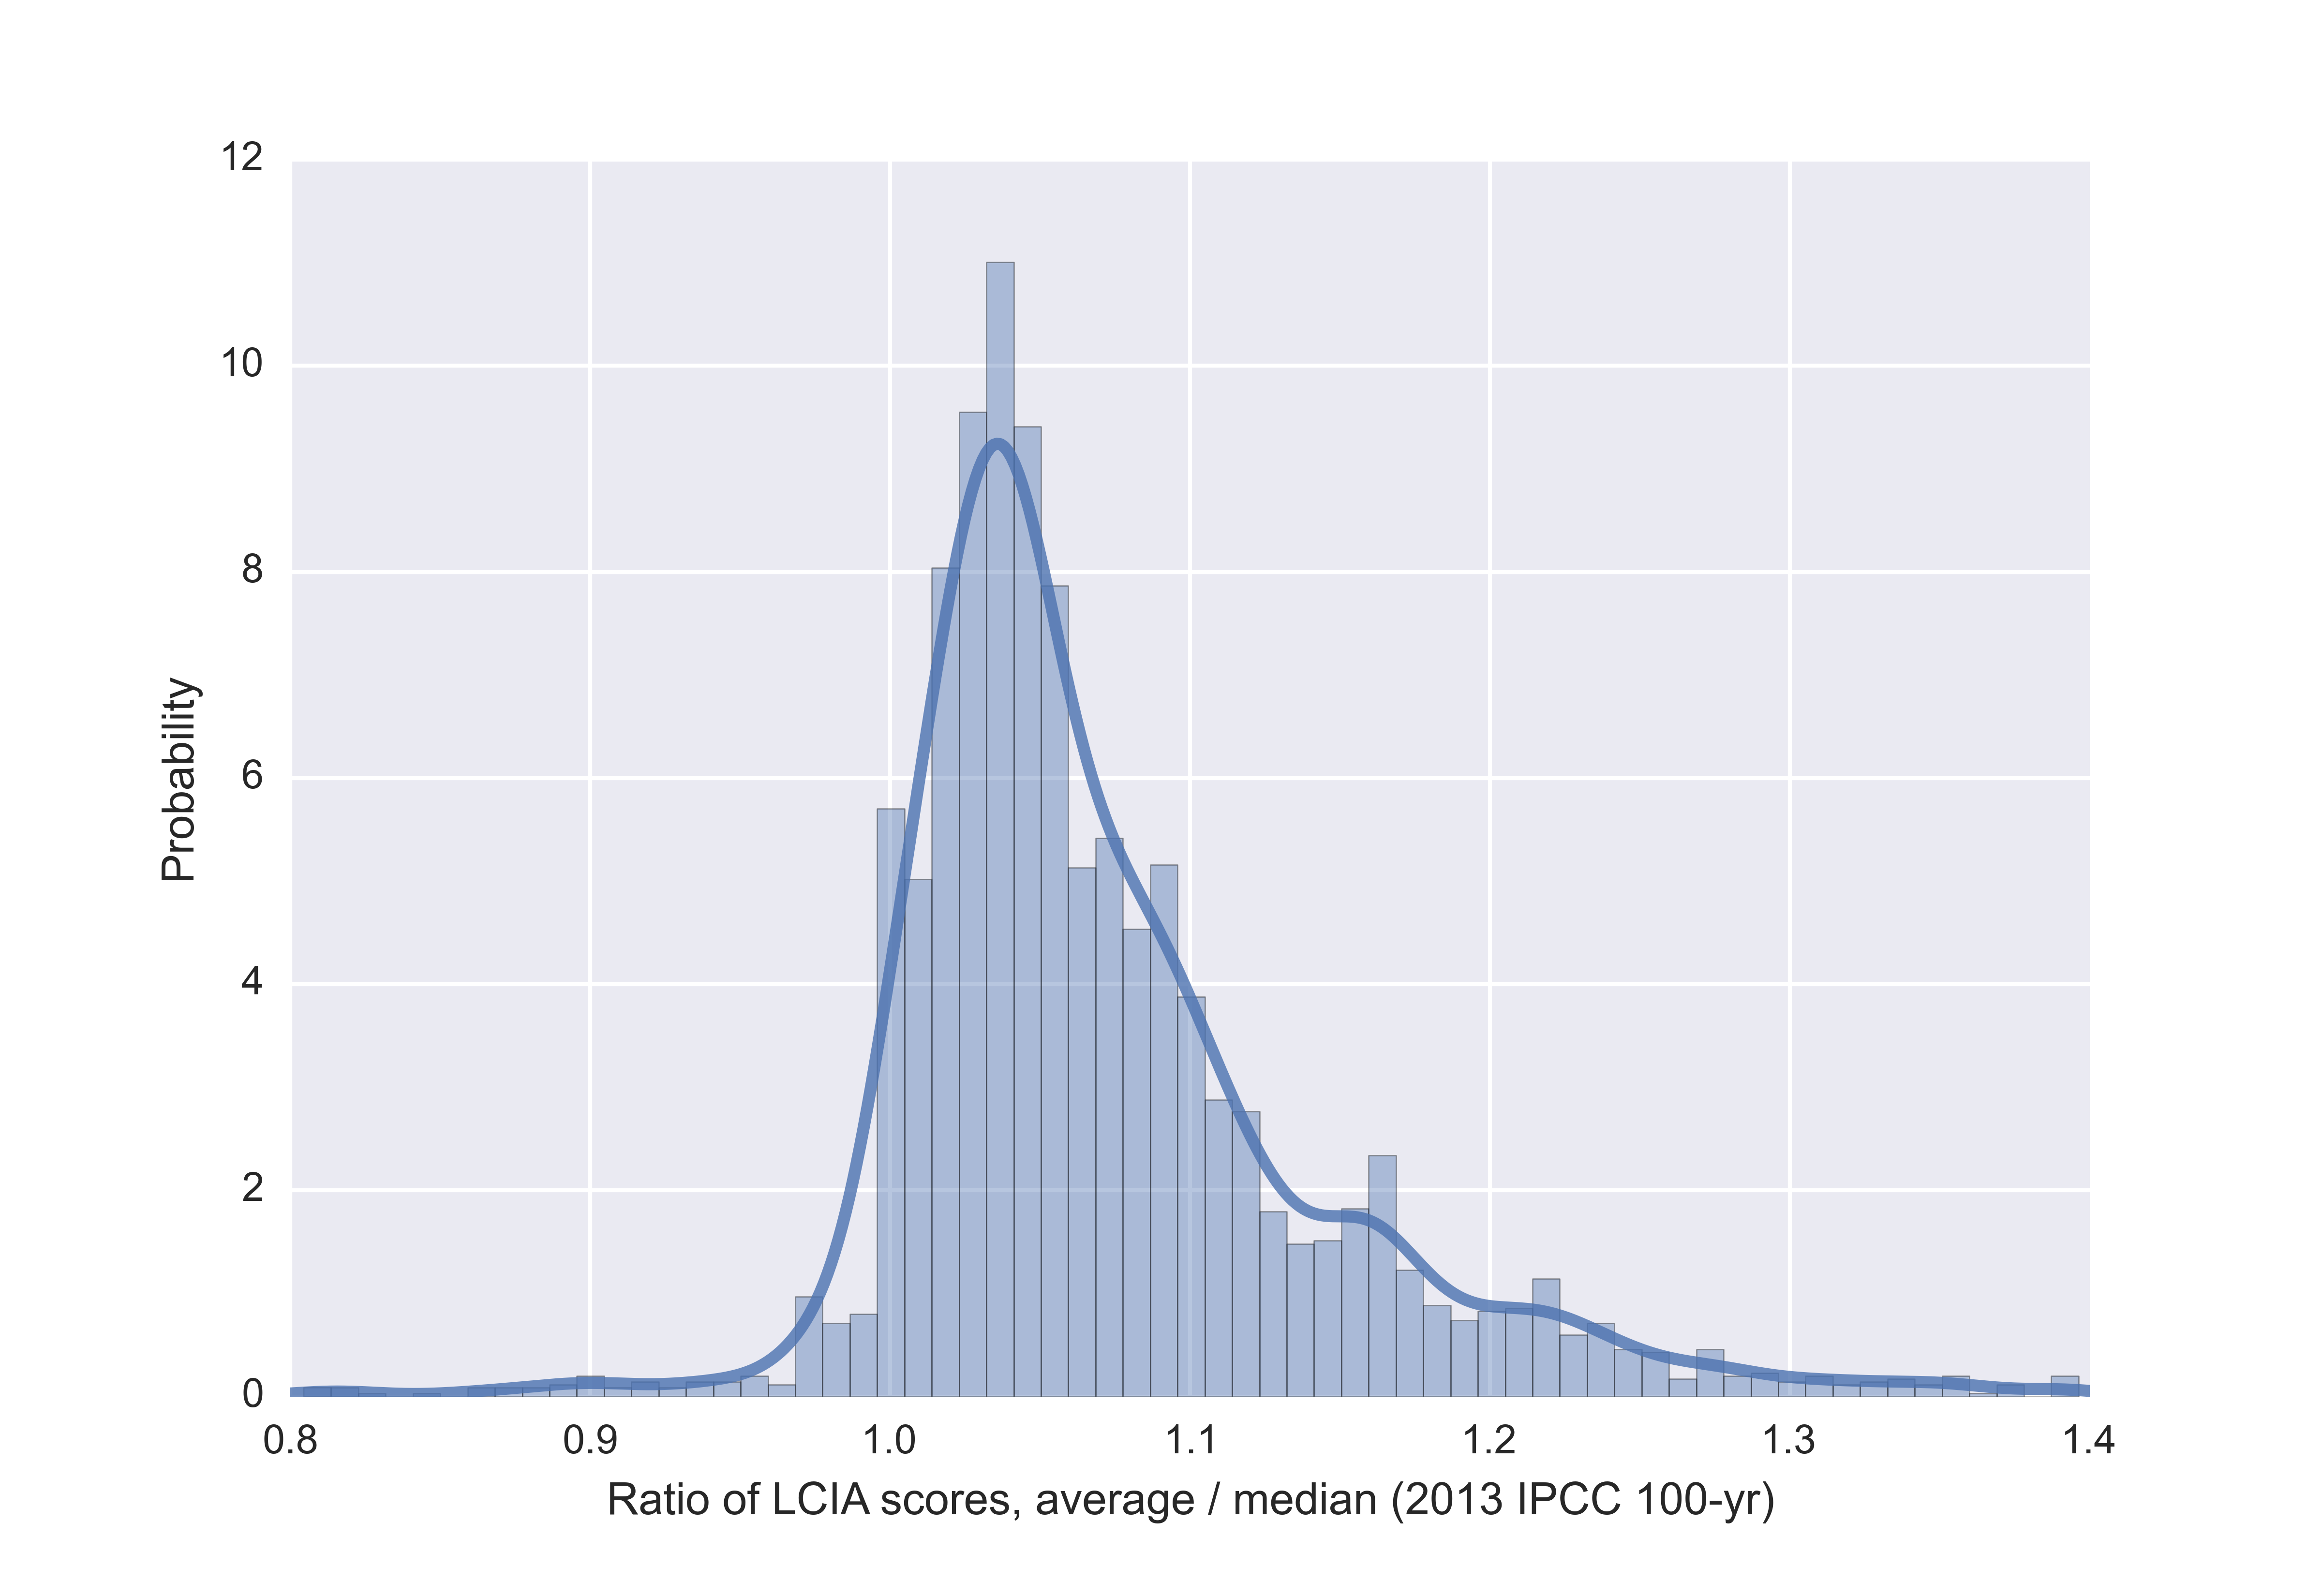 12
10
8
6
4
2
0
Probability
0.8 0.9 1.0 1.1 1.2 1.3 1.4
Ratio of LCIA scores, average / median (2013 IPCC 100-yr)